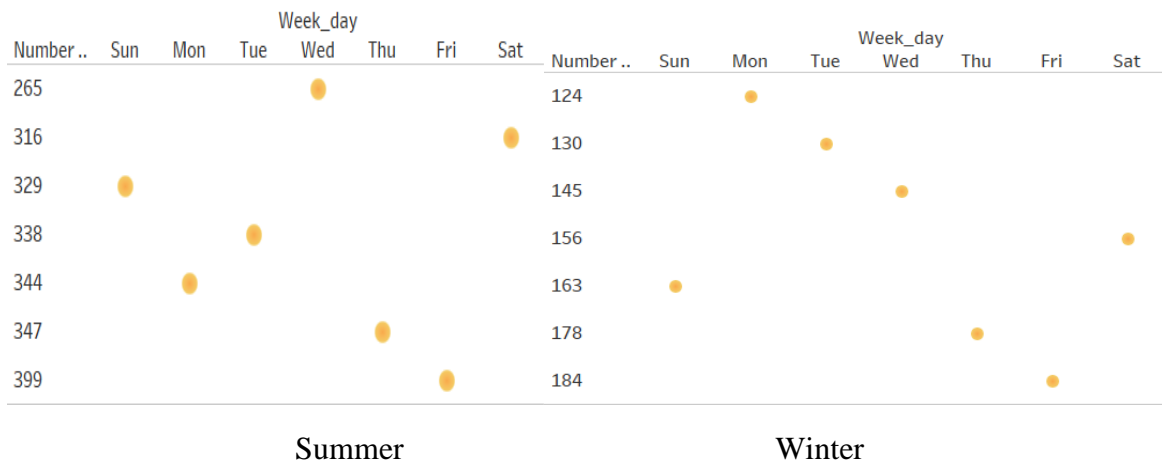 Week_day
Number .. Sun Mon Tue Wed Thu Fri Sat
265
316
329
338
344
347
399
Week_day
Number .. Sun Mon Tue Wed Thu Fri Sat
124
130
145
156
163
178
184
Summer
Winter